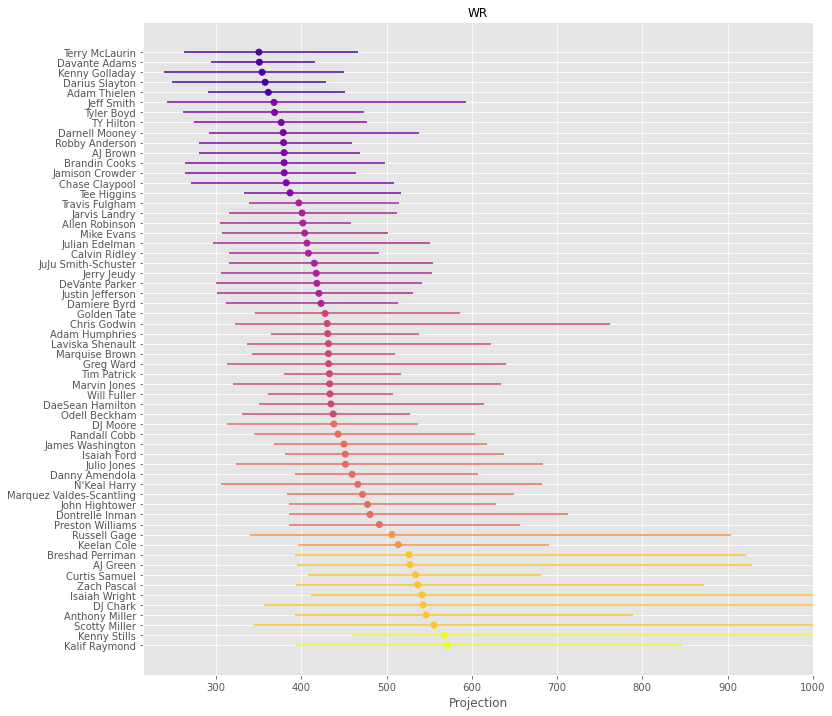 WR
Terry McLaurin
Davante Adams
Kenny Golladay
Darius Slayton
Adam Thielen
Jeff Smith
Tyler Boyd
TY Hilton
Darnell Mooney
Robby Anderson
AJ Brown
Brandin Cooks
Jamison Crowder
Chase Claypool
Tee Higgins
Travis Fulgham
Jarvis Landry
Allen Robinson
Mike Evans
Julian Edelman
Calvin Ridley
JuJu Smith-Schuster
Jerry Jeudy
DeVante Parker
Justin Jefferson
Damiere Byrd
Golden Tate
Chris Godwin
Adam Humphries
Laviska Shenault
Marquise Brown
Greg Ward
Tim Patrick
Marvin Jones
Will Fuller
DaeSean Hamilton
Odell Beckham
DJ Moore
Randall Cobb
James Washington
Isaiah Ford
Julio Jones
Danny Amendola
N'Keal Harry
Marquez Valdes-Scantling
John Hightower
Dontrelle Inman
Preston Williams
Russell Gage
Keelan Cole
Breshad Perriman
AJ Green
Curtis Samuel
Zach Pascal
Isaiah Wright
DJ Chark
Anthony Miller
Scotty Miller
Kenny Stills
Kalif Raymond
300 400 500 600 700 800 900 1000
Projection